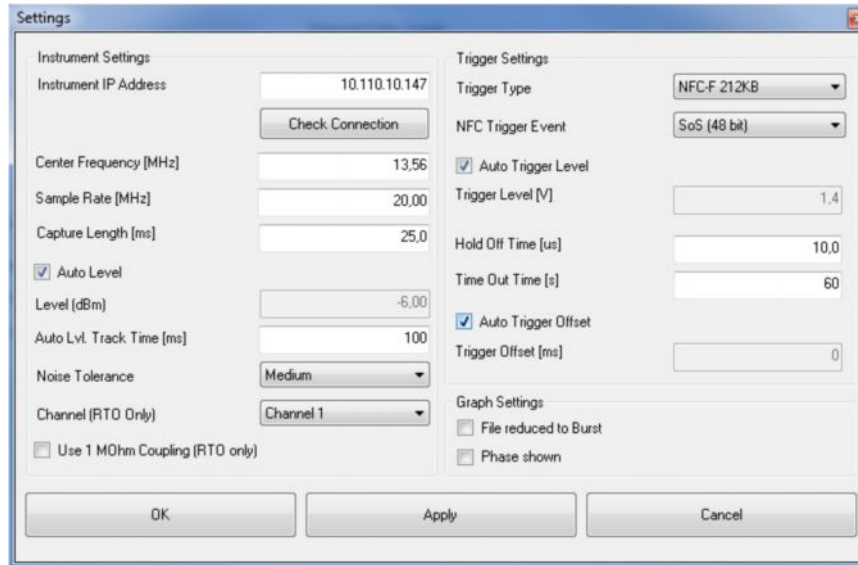 Settings
Instrument Settings
Instrument IP Address 10.110.10.147
Check Connection
Center Frequency [MHz] 13,56
Sample Rate [MHz] 20,00
Capture Length [ms] 25,0
Auto Level
Level (dBm) -6,00
Auto Lvl. Track Time [ms] 100
Noise Tolerance Medium
Channel (RTO Only) Channel 1
Use 1 MOhm Coupling (RTO only)
Trigger Settings
Trigger Type NFC-F 212KB
NFC Trigger Event SoS (48 bit)
Auto Trigger Level
Trigger Level [V] 1,4
Hold Off Time [us] 10,0
Time Out Time [s] 60
Auto Trigger Offset
Trigger Offset [ms] 0
Graph Settings
File reduced to Burst
Phase shown
OK
Apply
Cancel